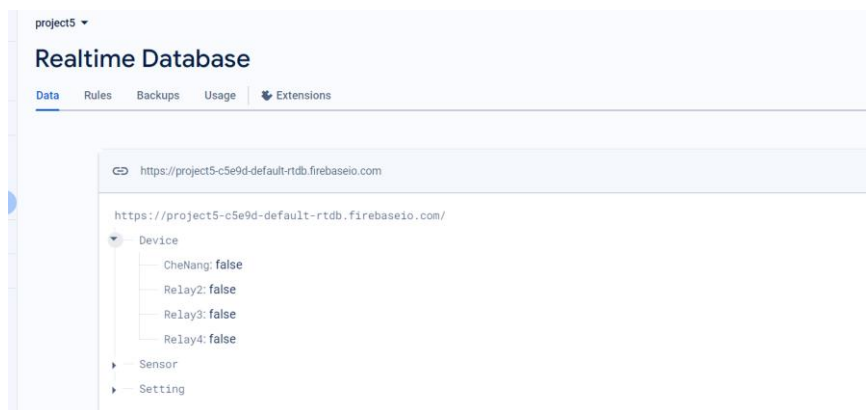 project5
Realtime Database
Data Rules Backups Usage Extensions
https://project5-c5e9d-default-rtdb.firebaseio.com
https://project5-c5e9d-default-rtdb.firebaseio.com/
Device
CheNang: false
Relay2: false
Relay3: false
Relay4: false
Sensor
Setting